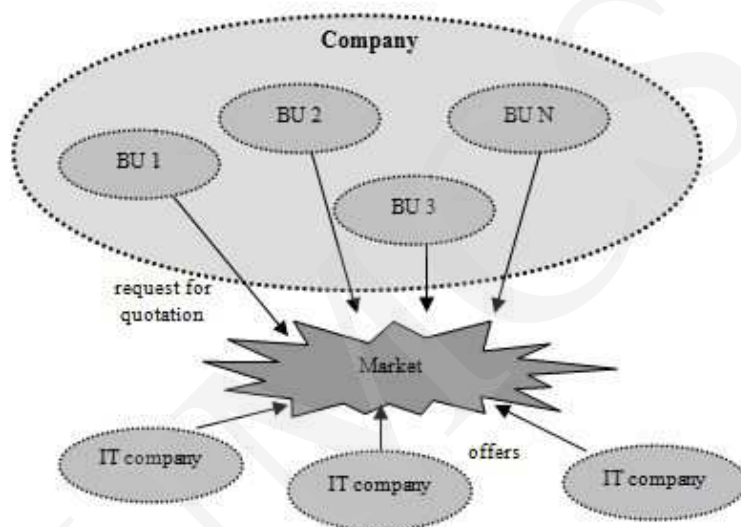 Company
BU 2
BU N
BU 1
BU 3
request for
quotation
Market
IT company
offers
IT company
IT company